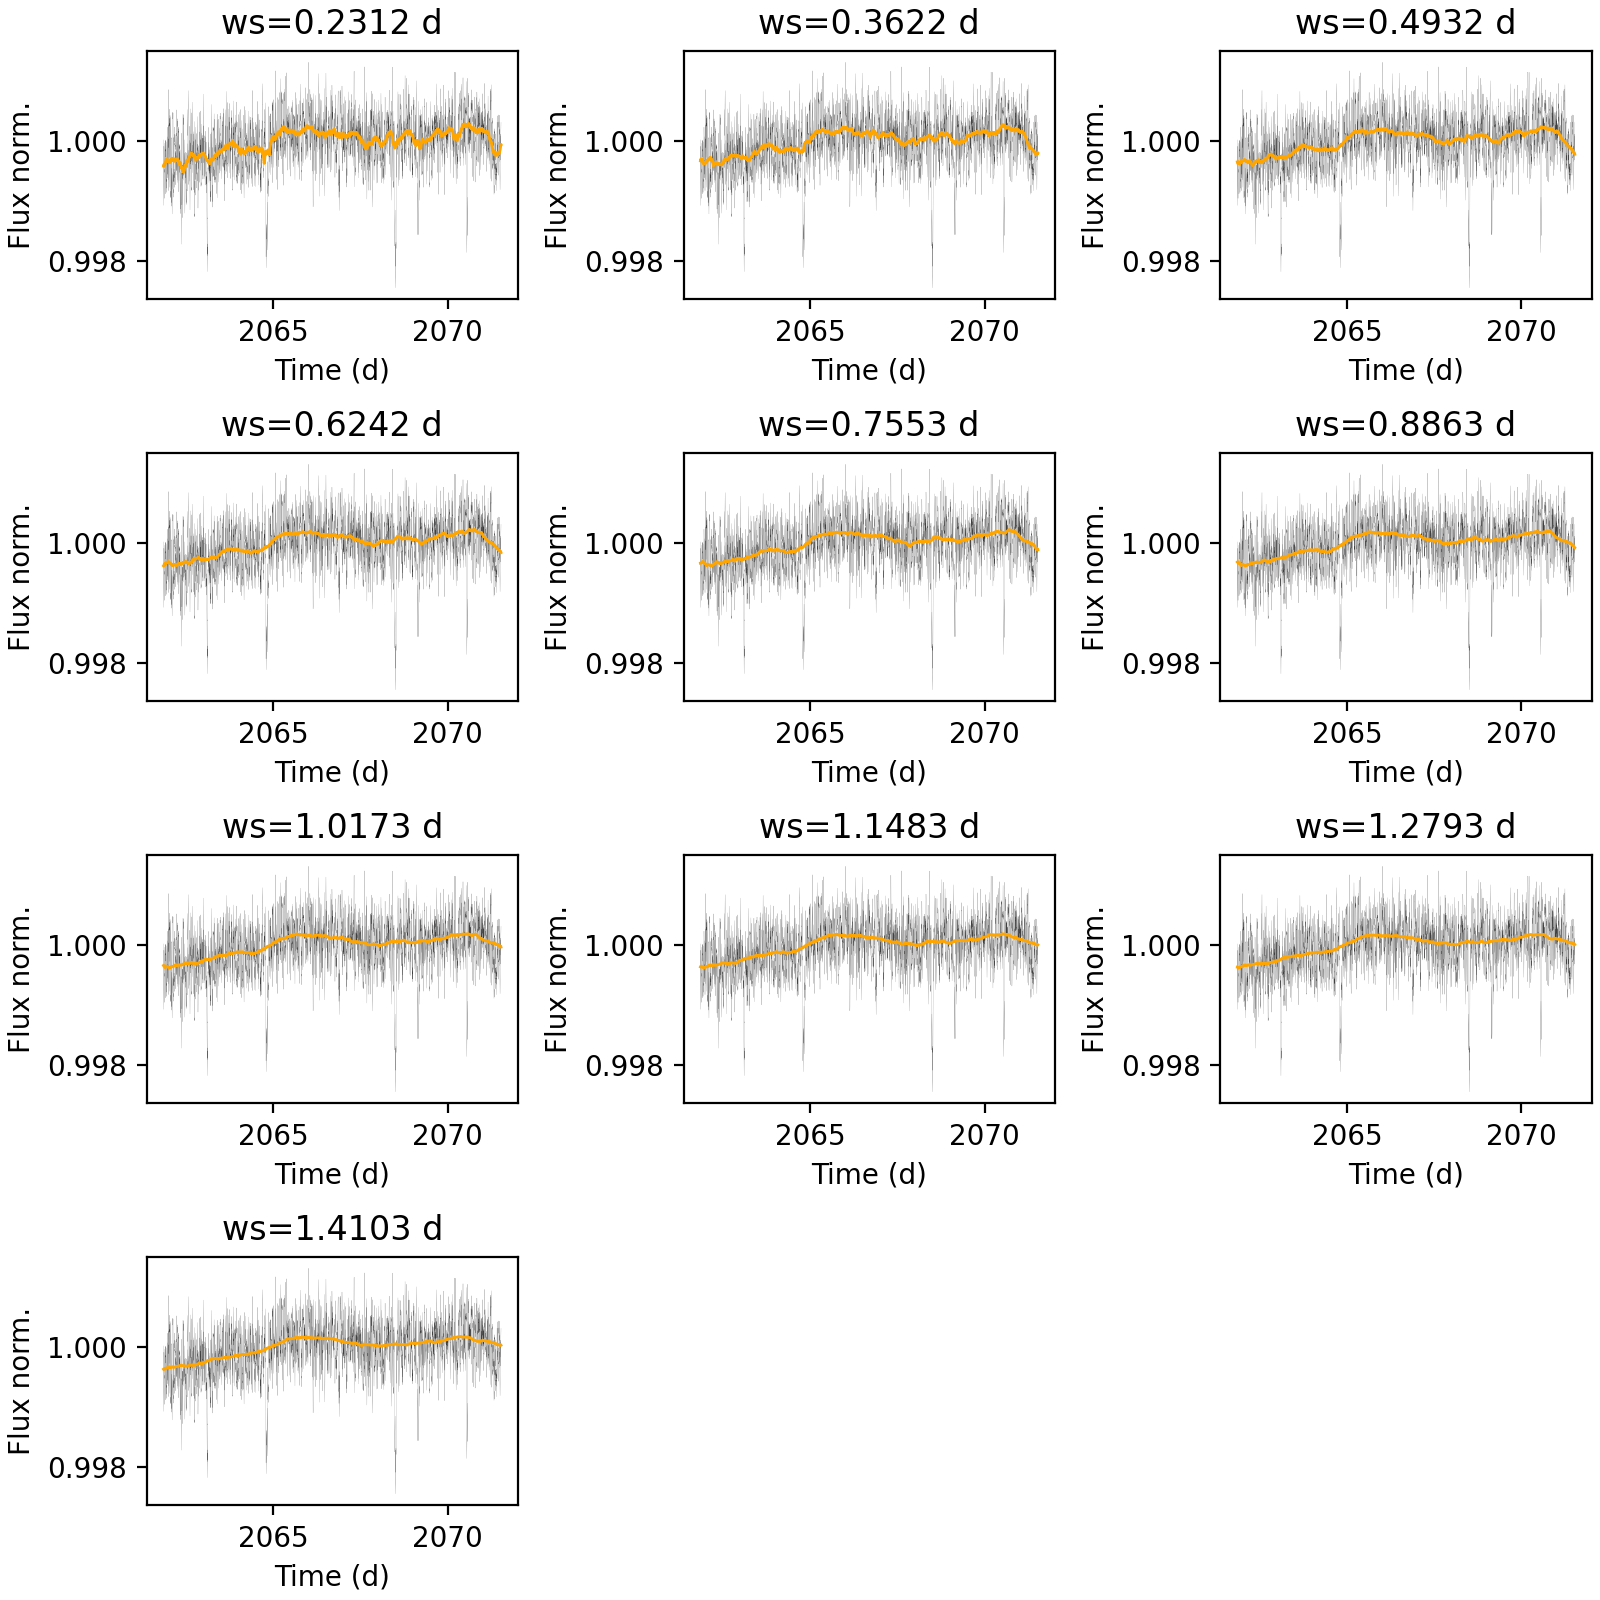 ws=0.2312 d
ws=0.3622 d
ws=0.4932 d
Flux norm.
1.000
0.998
2065
2070
Time (d)
Flux norm.
1.000
0.998
2065
2070
Time (d)
Flux norm.
1.000
0.998
2065
2070
Time (d)
ws=0.6242 d
ws=0.7553 d
ws=0.8863 d
Flux norm.
1.000
0.998
2065
2070
Time (d)
Flux norm.
1.000
0.998
2065
2070
Time (d)
Flux norm.
1.000
0.998
2065
2070
Time (d)
ws=1.0173 d
ws=1.1483 d
ws=1.2793 d
Flux norm.
1.000
0.998
2065
2070
Time (d)
Flux norm.
1.000
0.998
2065
2070
Time (d)
Flux norm.
1.000
0.998
2065
2070
Time (d)
ws=1.4103 d
Flux norm.
1.000
0.998
2065
2070
Time (d)